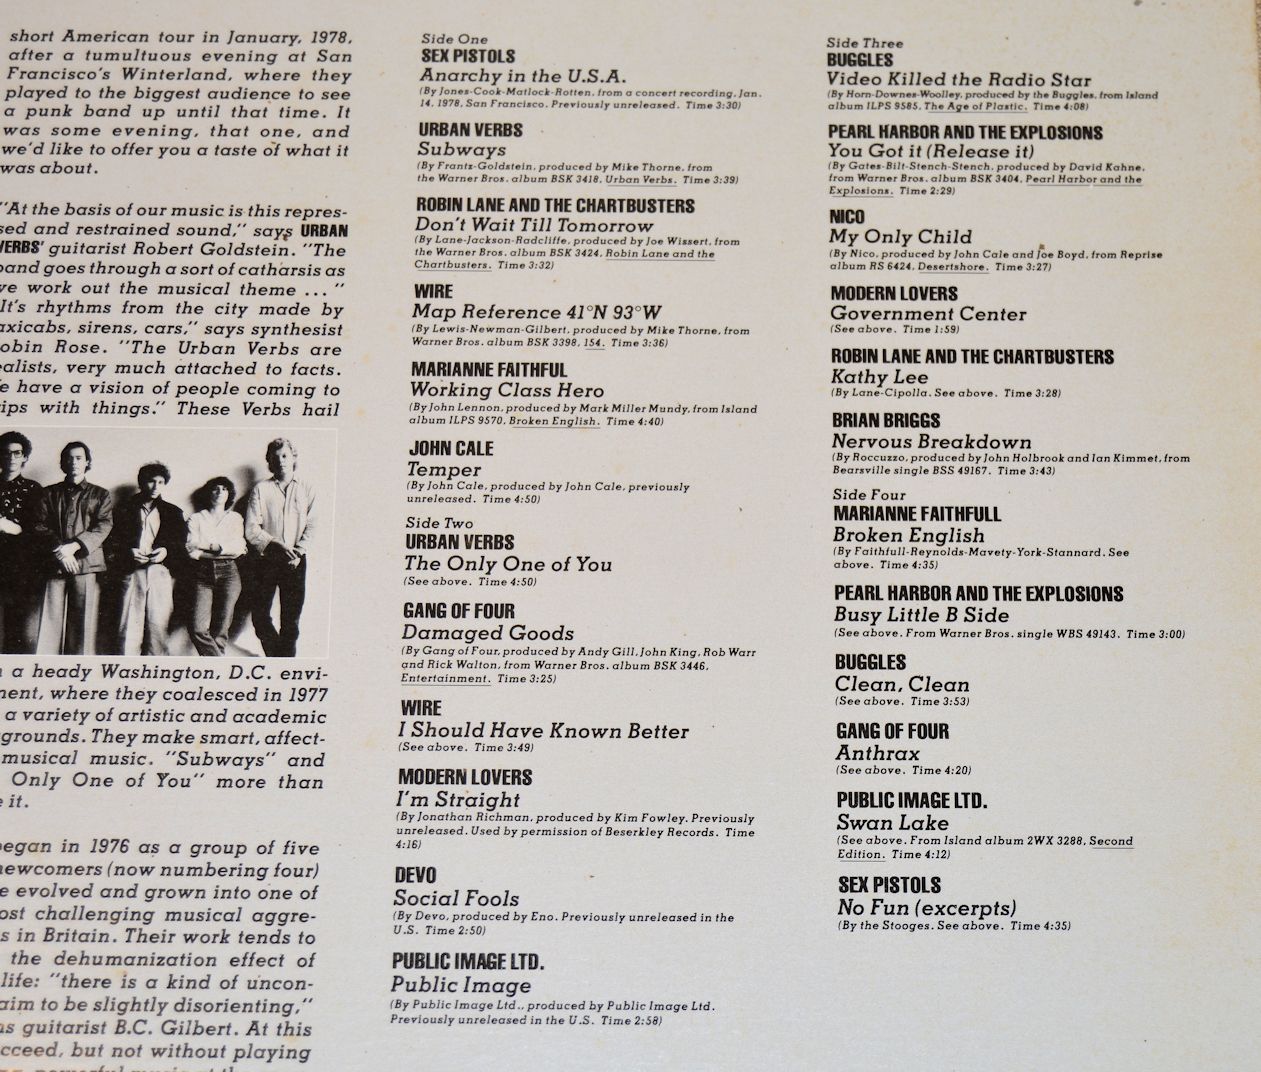 short American tour in January, 1978,
after a tumultuous evening at San
Francisco's Winterland, where they
played to the biggest audience to see
a punk band up until that time. It
was some evening, that one, and
we'd like to offer you a taste of what it
was about.
"At the basis of our music is this repres-
sed and restrained sound," says URBAN
VERBS' guitarist Robert Goldstein. "The
band goes through a sort of catharsis as
we work out the musical theme ... "
It's rhythms from the city made by
taxicabs, sirens, cars," says synthesist
Robin Rose. "The Urban Verbs are
realists, very much attached to facts.
We have a vision of people coming to
grips with things." These Verbs hail
a heady Washington, D.C. envi-
ment, where they coalesced in 1977
a variety of artistic and academic
grounds. They make smart, affect-
musical music. "Subways" and
Only One of You" more than
it.
began in 1976 as a group of five
newcomers (now numbering four)
evolved and grown into one of
most challenging musical aggre-
s in Britain. Their work tends to
the dehumanization effect of
life: "there is a kind of uncon-
aim to be slightly disorienting,"
guitarist B.C. Gilbert. At this
succeed, but not without playing
powerful music at the
Side One
SEX PISTOLS
Anarchy in the U.S.A.
(By Jones-Cook-Matlock-Rotten, from a concert recording, Jan.
14, 1978, San Francisco. Previously unreleased. Time 3:30)
URBAN VERBS
Subways
(By Frantz-Goldstein, produced by Mike Thorne, from
the Warner Bros. album BSK 3418, Urban Verbs. Time 3:39)
ROBIN LANE AND THE CHARTBUSTERS
Don't Wait Till Tomorrow
(By Lane-Jackson-Radcliffe, produced by Joe Wissert, from
the Warner Bros. album BSK 3424, Robin Lane and the
Chartbusters. Time 3:32)
WIRE
Map Reference 41°N 93°W
(By Lewis-Newman-Gilbert, produced by Mike Thorne, from
Warner Bros. album BSK 3398, 154. Time 3:36)
MARIANNE FAITHFUL
Working Class Hero
(By John Lennon, produced by Mark Miller Mundy, from Island
album ILPS 9570, Broken English. Time 4:40)
JOHN CALE
Temper
(By John Cale, produced by John Cale, previously
unreleased. Time 4:50)
Side Two
URBAN VERBS
The Only One of You
(See above. Time 4:50)
GANG OF FOUR
Damaged Goods
(By Gang of Four, produced by Andy Gill, John King, Rob Warr
and Rick Walton, from Warner Bros. album BSK 3446,
Entertainment. Time 3:25)
WIRE
I Should Have Known Better
(See above. Time 3:49)
MODERN LOVERS
I'm Straight
(By Jonathan Richman, produced by Kim Fowley. Previously
unreleased. Used by permission of Beserkley Records. Time
4:16)
DEVO
Social Fools
(By Devo, produced by Eno. Previously unreleased in the
U.S. Time 2:50)
PUBLIC IMAGE LTD.
Public Image
(By Public Image Ltd., produced by Public Image Ltd.
Previously unreleased in the U.S. Time 2:58)
Side Three
BUGGLES
Video Killed the Radio Star
(By Horn-Downes-Woolley, produced by the Buggles, from Island
album ILPS 9585, The Age of Plastic. Time 4:08)
PEARL HARBOR AND THE EXPLOSIONS
You Got it (Release it)
(By Gates-Bilt-Stench-Stench, produced by David Kahne,
from Warner Bros. album BSK 3404, Pearl Harbor and the
Explosions. Time 2:29)
NICO
My Only Child
(By Nico, produced by John Cale and Joe Boyd, from Reprise
album RS 6424, Desertshore. Time 3:27)
MODERN LOVERS
Government Center
(See above. Time 1:59)
ROBIN LANE AND THE CHARTBUSTERS
Kathy Lee
(By Lane-Cipolla. See above. Time 3:28)
BRIAN BRIGGS
Nervous Breakdown
(By Roccuzzo, produced by John Holbrook and Ian Kimmet, from
Bearsville single BSS 49167. Time 3:43)
Side Four
MARIANNE FAITHFULL
Broken English
(By Faithfull-Reynolds-Mavety-York-Stannard. See
above. Time 4:35)
PEARL HARBOR AND THE EXPLOSIONS
Busy Little B Side
(See above. From Warner Bros. single WBS 49143. Time 3:00)
BUGGLES
Clean, Clean
(See above. Time 3:53)
GANG OF FOUR
Anthrax
(See above. Time 4:20)
PUBLIC IMAGE LTD.
Swan Lake
(See above. From Island album 2WX 3288, Second
Edition. Time 4:12)
SEX PISTOLS
No Fun (excerpts)
(By the Stooges. See above. Time 4:35)